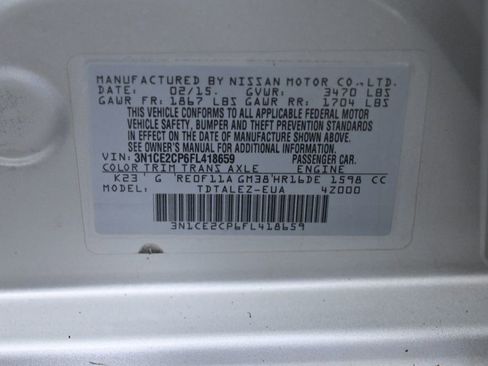 MANUFACTURED BY NISSAN MOTOR CO., LTD.
DATE: 02/15. GVWR: 3470 LBS
GAWR FR: 1867 LBS GAWR RR: 1704 LBS
THIS VEHICLE CONFORMS TO ALL APPLICABLE FEDERAL MOTOR
VEHICLE SAFETY, BUMPER AND THEFT PREVENTION STANDARDS
IN EFFECT ON THE DATE OF MANUFACTURE SHOWN ABOVE.
SEE OWNER'S MANUAL FOR ADDITIONAL INFORMATION
VIN: 3N1CE2CP6FL418659 PASSENGER CAR.
COLOR TRIM TRANS AXLE ENGINE
K23 G RE0F11A GM38 HR16DE 1598 CC
MODEL: TDTALEZ-EUA 4Z000
3N1CE2CP6FL418659